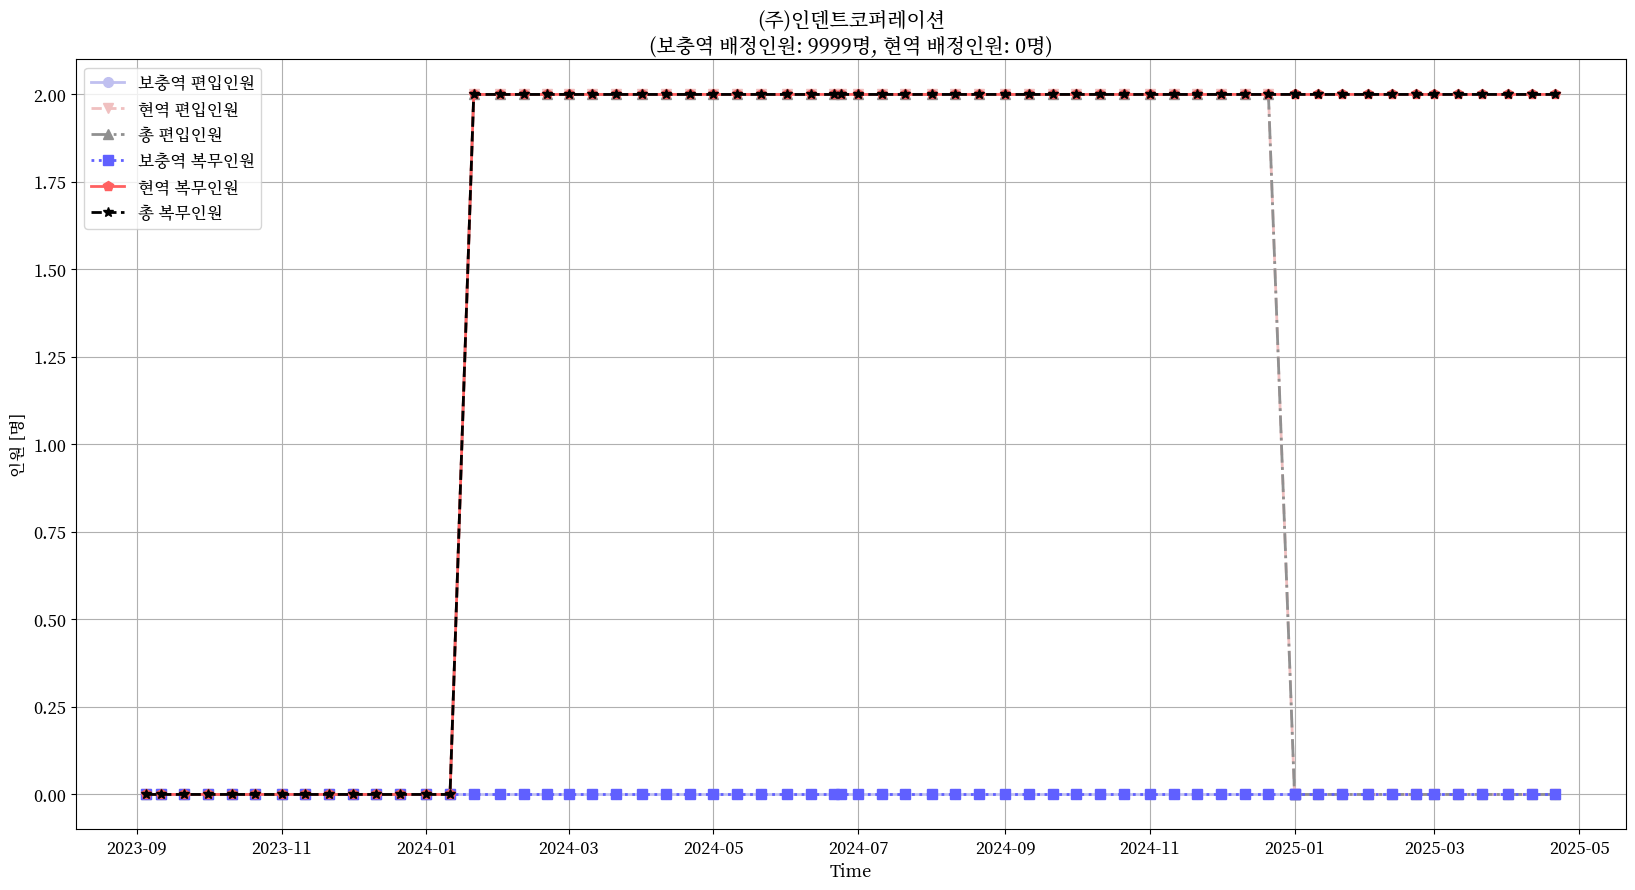 (주)인덴트코퍼레이션
(보충역 배정인원: 9999명, 현역 배정인원: 0명)
보충역 편입인원
현역 편입인원
총 편입인원
보충역 복무인원
현역 복무인원
총 복무인원
2.00
1.75
1.50
1.25
1.00
0.75
0.50
0.25
0.00
인원 [명]
2023-09 2023-11 2024-01 2024-03 2024-05 2024-07 2024-09 2024-11 2025-01 2025-03 2025-05
Time